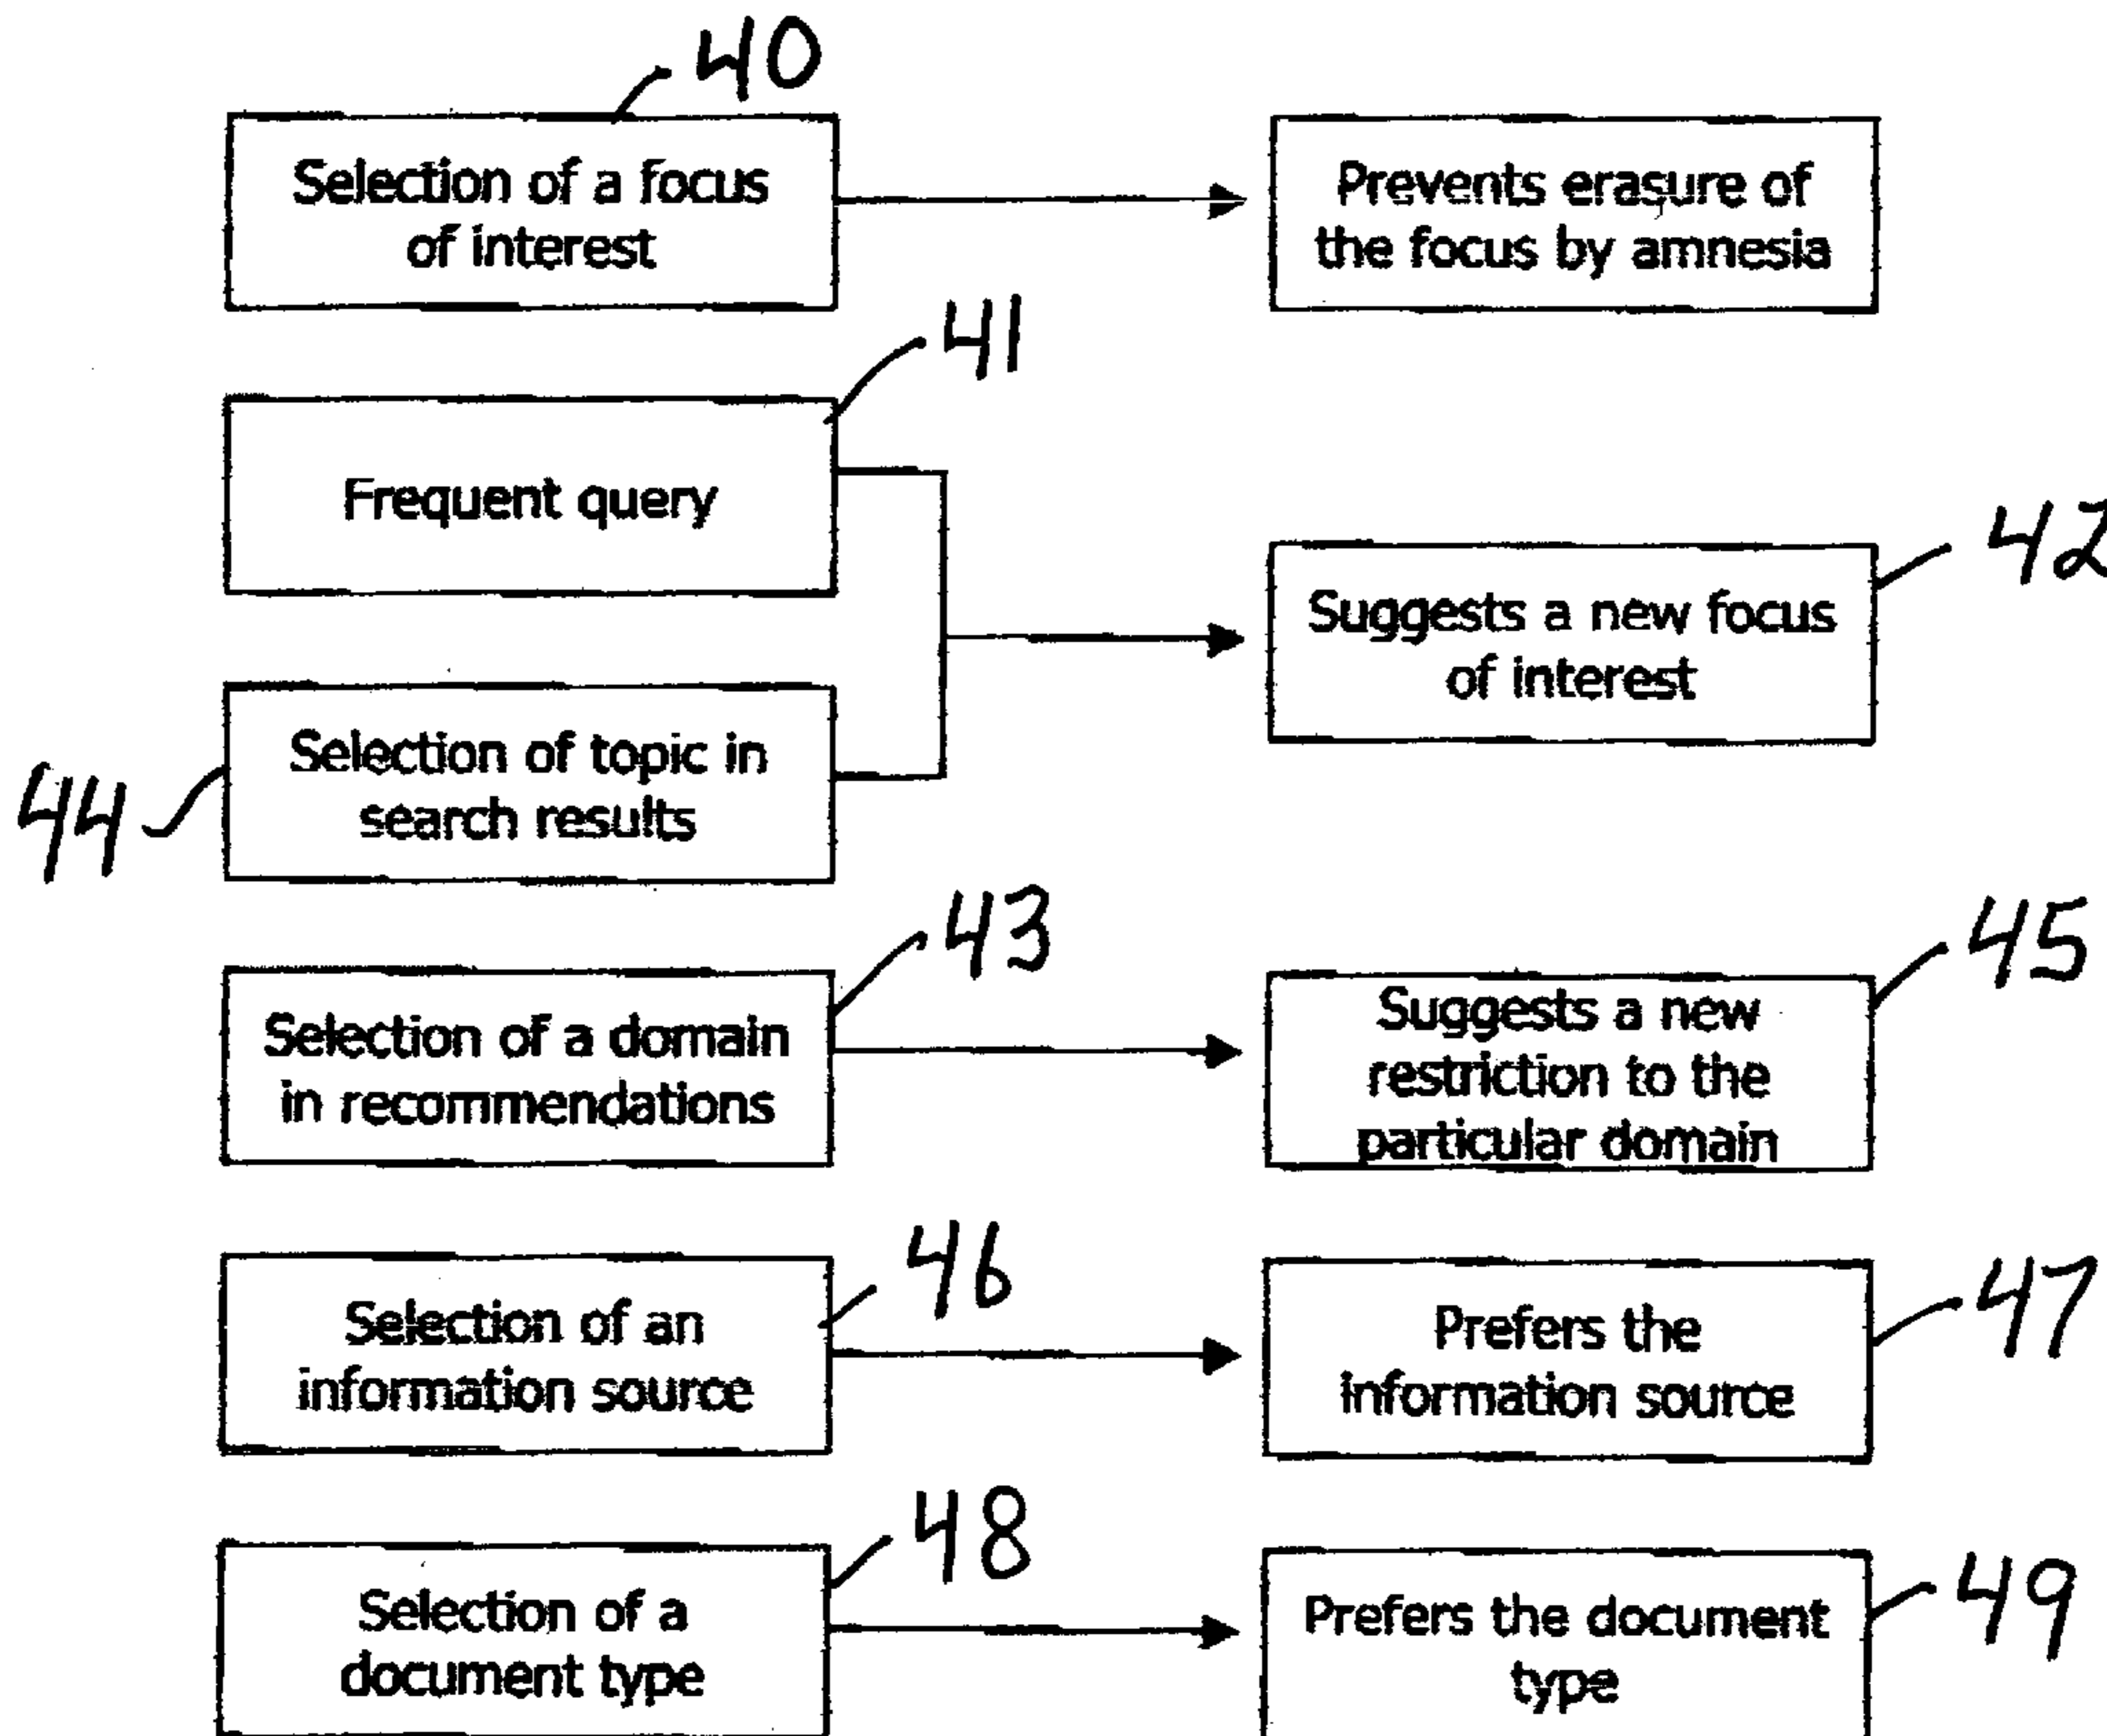 40
Selection of a focus
of interest
Prevents erasure of
the focus by amnesia
41
Frequent query
42
Suggests a new focus
of interest
44
Selection of topic in
search results
43
Selection of a domain
in recommendations
45
Suggests a new
restriction to the
particular domain
46
Selection of an
information source
47
Prefers the
information source
48
Selection of a
document type
49
Prefers the document
type